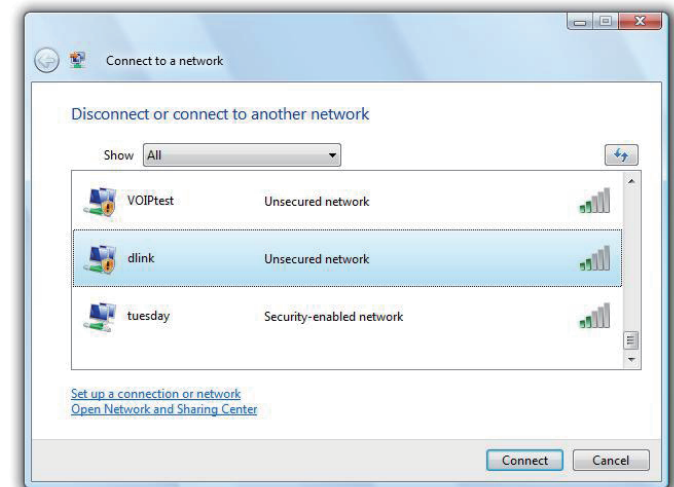 Connect to a network
Disconnect or connect to another network
Show All
VOIPtest Unsecured network
dlink Unsecured network
tuesday Security-enabled network
Set up a connection or network
Open Network and Sharing Center
Connect Cancel